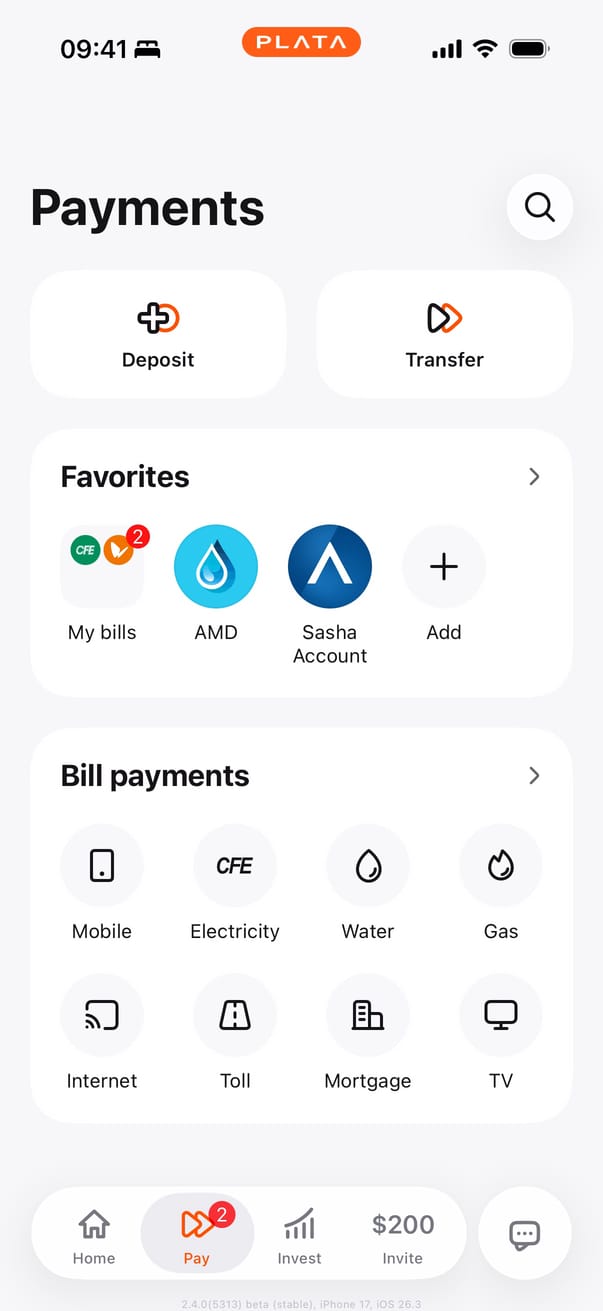 09:41
PLATA
Payments
Deposit
Transfer
Favorites
CFE
2
My bills
AMD
Sasha
Account
Add
Bill payments
Mobile
CFE
Electricity
Water
Gas
Internet
Toll
Mortgage
TV
Home
2
Pay
Invest
$200
Invite
2.4.0(5313) beta (stable), iPhone 17, iOS 26.3